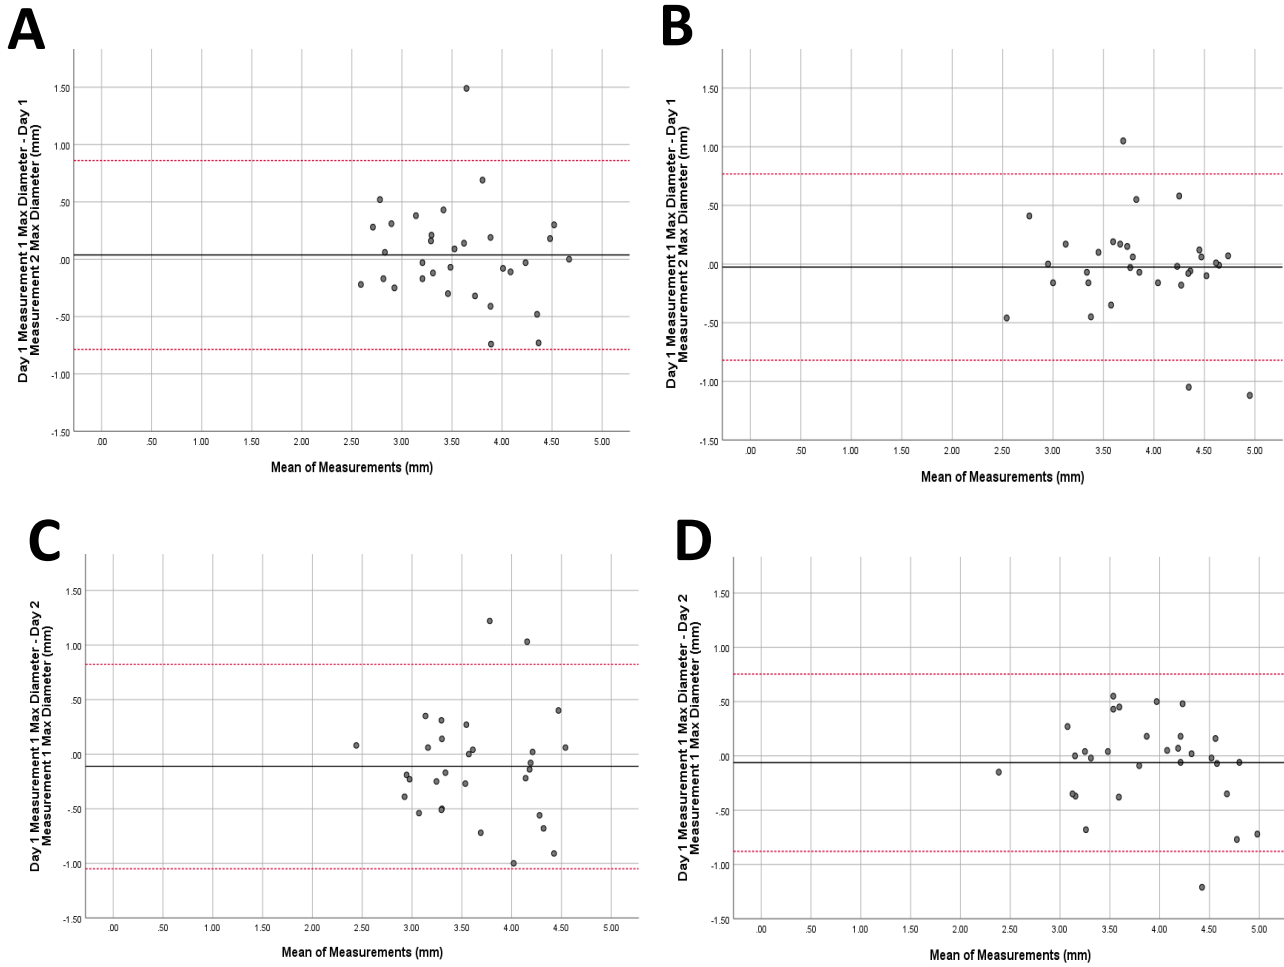 A
Day 1 Measurement 1 Max Diameter - Day 1
Measurement 2 Max Diameter (mm)
1.50
1.00
.50
.00
-.50
-1.00
-1.50
.00 .50 1.00 1.50 2.00 2.50 3.00 3.50 4.00 4.50 5.00
Mean of Measurements (mm)
B
Day 1 Measurement 1 Max Diameter - Day 1
Measurement 2 Max Diameter (mm)
1.50
1.00
.50
.00
-.50
-1.00
-1.50
.00 .50 1.00 1.50 2.00 2.50 3.00 3.50 4.00 4.50 5.00
Mean of Measurements (mm)
C
Day 1 Measurement 1 Max Diameter - Day 2
Measurement 1 Max Diameter (mm)
1.50
1.00
.50
.00
-.50
-1.00
-1.50
.00 .50 1.00 1.50 2.00 2.50 3.00 3.50 4.00 4.50 5.00
Mean of Measurements (mm)
D
Day 1 Measurement 1 Max Diameter - Day 2
Measurement 1 Max Diameter (mm)
1.50
1.00
.50
.00
-.50
-1.00
-1.50
.00 .50 1.00 1.50 2.00 2.50 3.00 3.50 4.00 4.50 5.00
Mean of Measurements (mm)